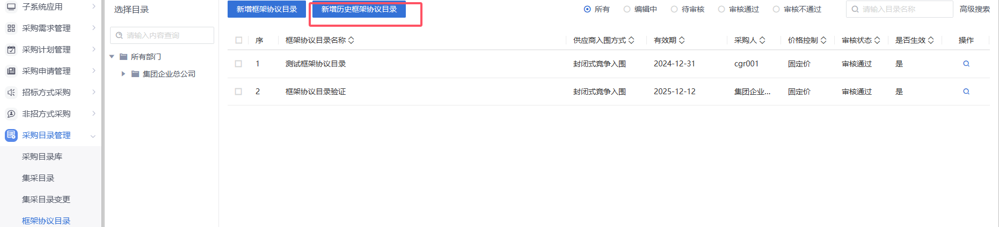 子系统应用
采购需求管理
采购计划管理
采购申请管理
招标方式采购
非招方式采购
采购目录管理
采购目录库
集采目录
集采目录变更
框架协议目录
选择目录
请输入内容查询
所有部门
集团企业总公司
新增框架协议目录 新增历史框架协议目录 所有 编辑中 待审核 审核通过 审核不通过 请输入目录名称 高级搜索
序 框架协议目录名称 供应商入围方式 有效期 采购人 价格控制 审核状态 是否生效 操作
1 测试框架协议目录 封闭式竞争入围 2024-12-31 cgr001 固定价 审核通过 是
2 框架协议目录验证 封闭式竞争入围 2025-12-12 集团企业... 固定价 审核通过 是